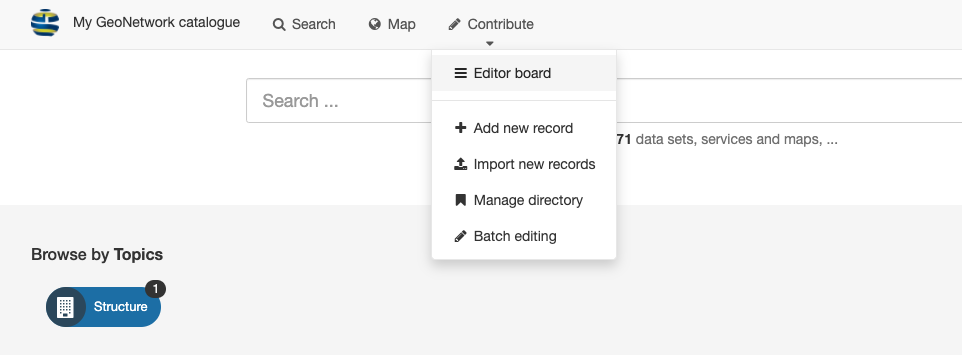 My GeoNetwork catalogue Search Map Contribute
Editor board
Search ...
Add new record
71 data sets, services and maps, ...
Import new records
Manage directory
Batch editing
Browse by Topics
1
Structure